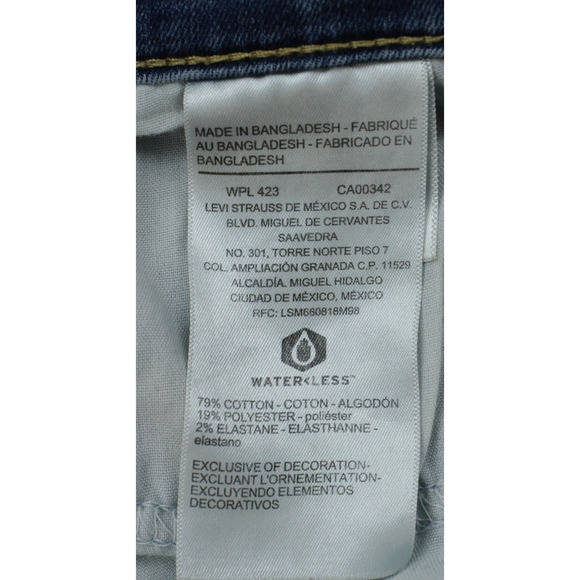 MADE IN BANGLADESH - FABRIQUÉ
AU BANGLADESH - FABRICADO EN
BANGLADESH
WPL 423 CA00342
LEVI STRAUSS DE MÉXICO S.A. DE C.V.
BLVD. MIGUEL DE CERVANTES
SAAVEDRA
NO. 301, TORRE NORTE PISO 7
COL. AMPLIACIÓN GRANADA C.P. 11529
ALCALDÍA. MIGUEL HIDALGO
CIUDAD DE MÉXICO, MÉXICO
RFC: LSM660818M98
WATER<LESS™
79% COTTON - COTON - ALGODÓN
19% POLYESTER - poliéster
2% ELASTANE - ELASTHANNE -
elastano
EXCLUSIVE OF DECORATION-
EXCLUANT L'ORNEMENTATION-
EXCLUYENDO ELEMENTOS
DECORATIVOS